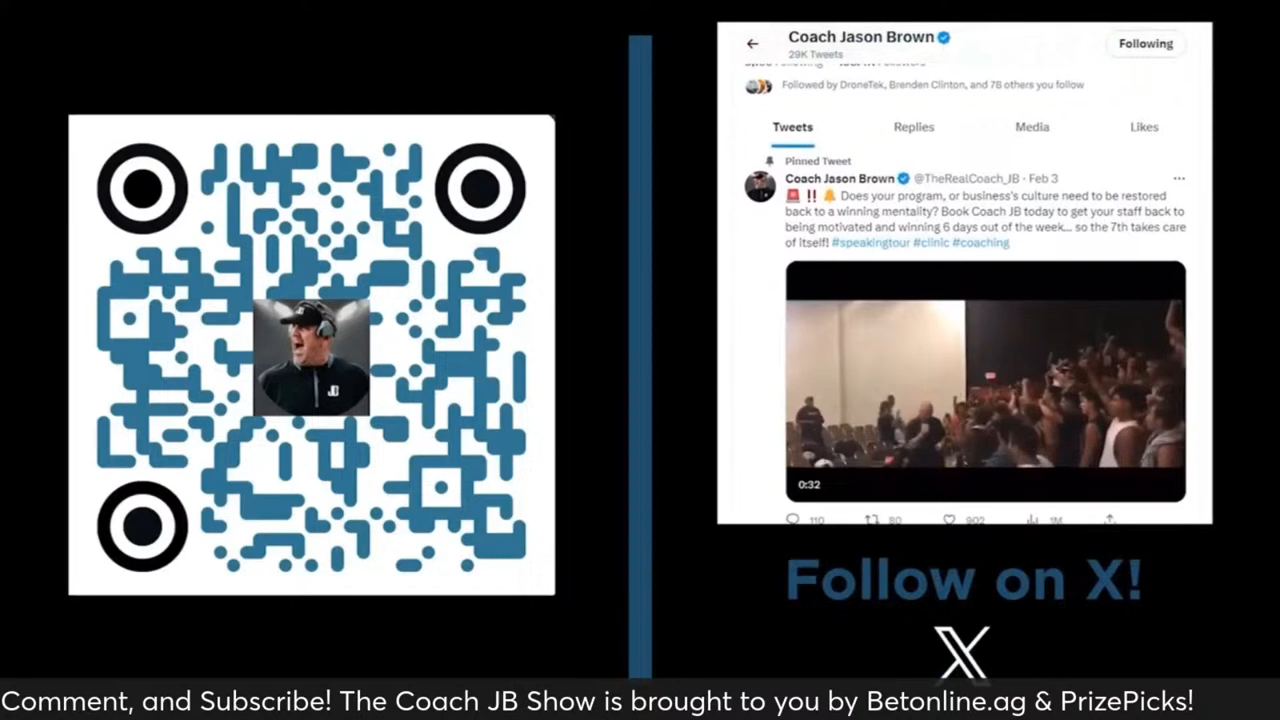 Coach Jason Brown
29K Tweets
Following
Followed by DroneTek, Brenden Clinton, and 78 others you follow
Tweets
Replies
Media
Likes
Pinned Tweet
Coach Jason Brown @TheRealCoach_JB · Feb 3
🚨 ‼️ 🔔 Does your program, or business's culture need to be restored
back to a winning mentality? Book Coach JB today to get your staff back to
being motivated and winning 6 days out of the week... so the 7th takes care
of itself! #speakingtour #clinic #coaching
0:32
110
80
902
1M
Follow on X!
Comment, and Subscribe! The Coach JB Show is brought to you by Betonline.ag & PrizePicks!